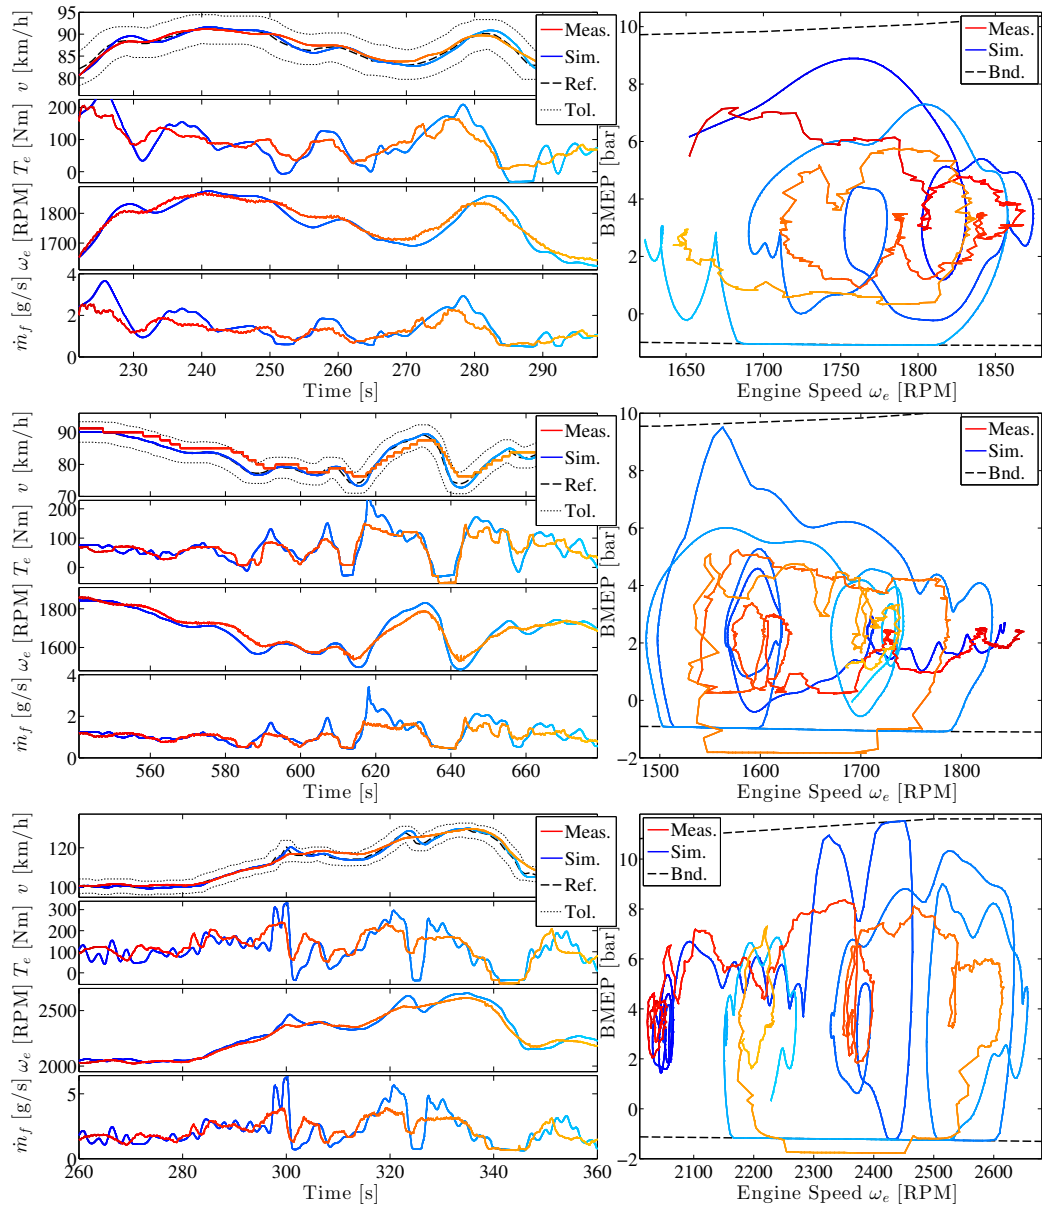 v [km/h]
95
90
85
80
Meas.
Sim.
Ref.
Tol.
T_e [Nm]
200
100
0
ω_e [RPM]
1800
1700
ṁ_f [g/s]
4
2
0
230 240 250 260 270 280 290
Time [s]
BMEP [bar]
10
8
6
4
2
0
Meas.
Sim.
Bnd.
1650 1700 1750 1800 1850
Engine Speed ω_e [RPM]
v [km/h]
90
80
70
Meas.
Sim.
Ref.
Tol.
T_e [Nm]
200
100
0
ω_e [RPM]
1800
1600
ṁ_f [g/s]
4
2
0
560 580 600 620 640 660
Time [s]
BMEP [bar]
10
8
6
4
2
0
−2
Meas.
Sim.
Bnd.
1500 1600 1700 1800
Engine Speed ω_e [RPM]
v [km/h]
120
100
Meas.
Sim.
Ref.
Tol.
T_e [Nm]
300
200
100
0
ω_e [RPM]
2500
2000
ṁ_f [g/s]
5
0
260 280 300 320 340 360
Time [s]
BMEP [bar]
10
8
6
4
2
0
−2
Meas.
Sim.
Bnd.
2100 2200 2300 2400 2500 2600
Engine Speed ω_e [RPM]